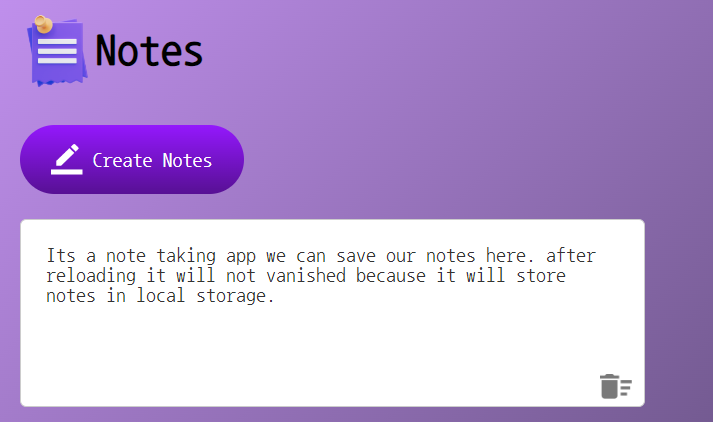 Notes
Create Notes
Its a note taking app we can save our notes here. after
reloading it will not vanished because it will store
notes in local storage.